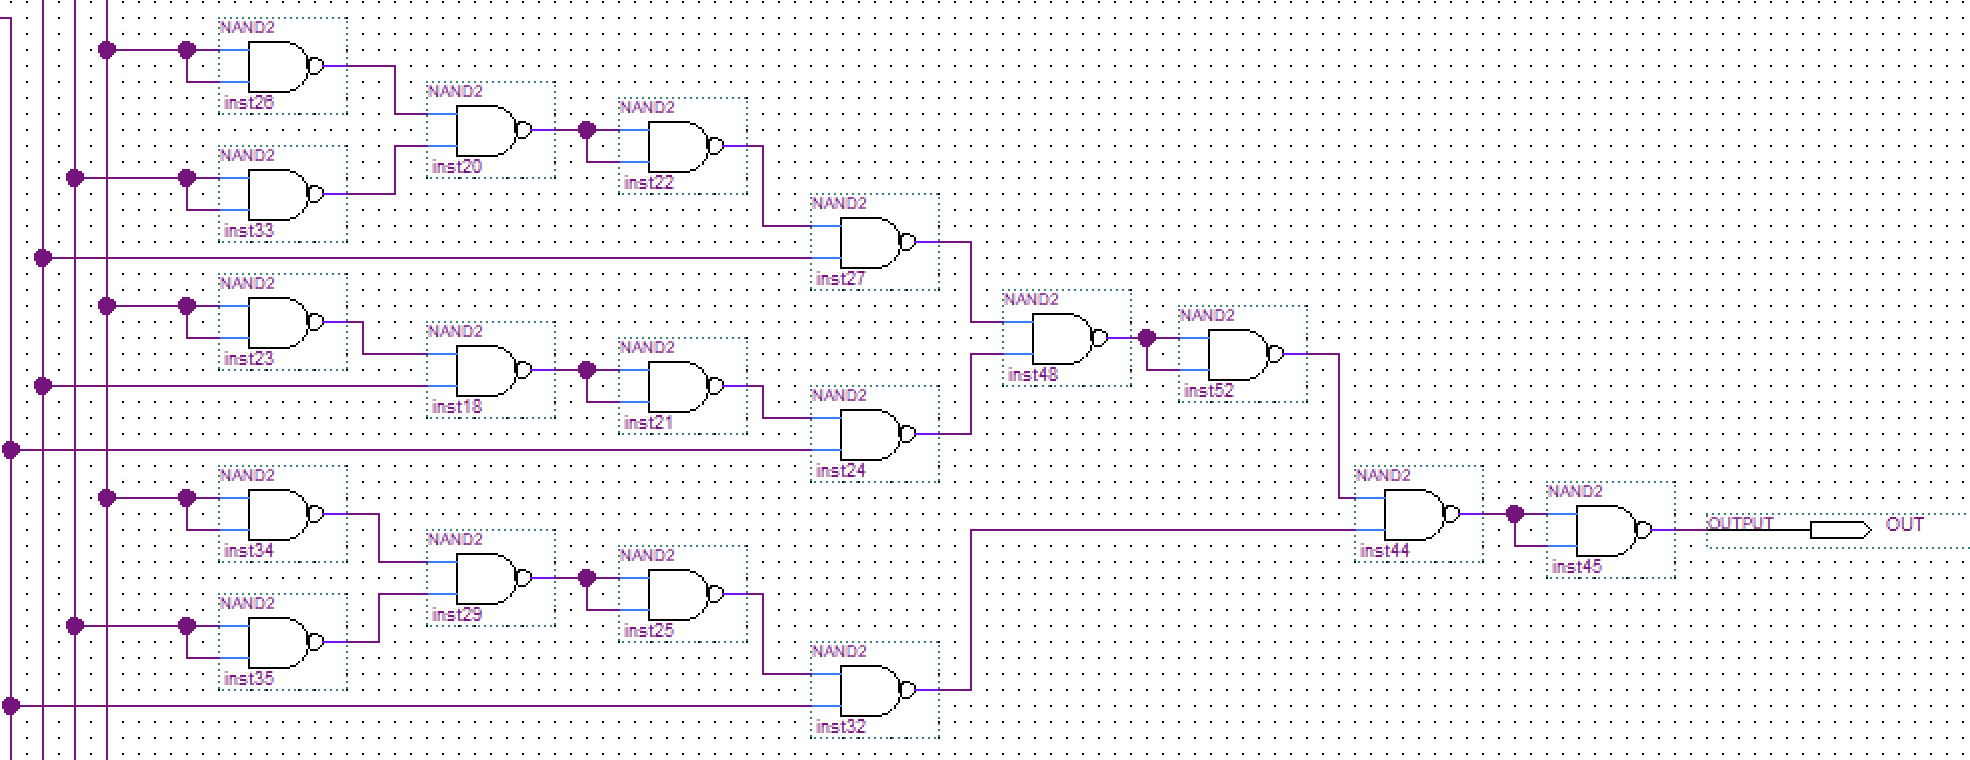 NAND2
inst26
NAND2
inst20
NAND2
inst22
NAND2
inst33
NAND2
inst27
NAND2
inst23
NAND2
inst18
NAND2
inst21
NAND2
inst24
NAND2
inst48
NAND2
inst52
NAND2
inst34
NAND2
inst29
NAND2
inst25
NAND2
inst35
NAND2
inst32
NAND2
inst44
NAND2
inst45
OUTPUT
OUT